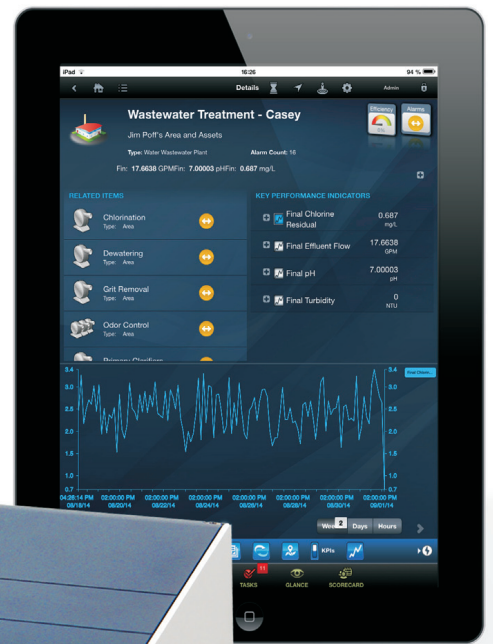 iPad 16:26 94 %
Details Admin
Wastewater Treatment - Casey
Efficiency Alarms
Jim Poff's Area and Assets
Type: Water Wastewater Plant Alarm Count: 16
Fin: 17.6638 GPMFin: 7.00003 pHFin: 0.687 mg/L
RELATED ITEMS
Chlorination
Type: Area
Dewatering
Type: Area
Grit Removal
Type: Area
Odor Control
Type: Area
Primary Clarifiers
KEY PERFORMANCE INDICATORS
Final Chlorine
Residual
0.687
mg/L
Final Effluent Flow 17.6638
GPM
Final pH 7.00003
pH
Final Turbidity 0
NTU
3.4 3.4
3.0 3.0
2.5 2.5
2.0 2.0
1.5 1.5
1.0 1.0
0.7 0.7
Final Chlorin...
04:26:14 PM 02:00:00 PM 02:00:00 PM 02:00:00 PM 02:00:00 PM 02:00:00 PM 02:00:00 PM 02:00:00 PM
08/18/14 08/20/14 08/22/14 08/24/14 08/26/14 08/28/14 08/30/14 09/01/14
2 Days Hours
KPIs
11
TASKS GLANCE SCORECARD